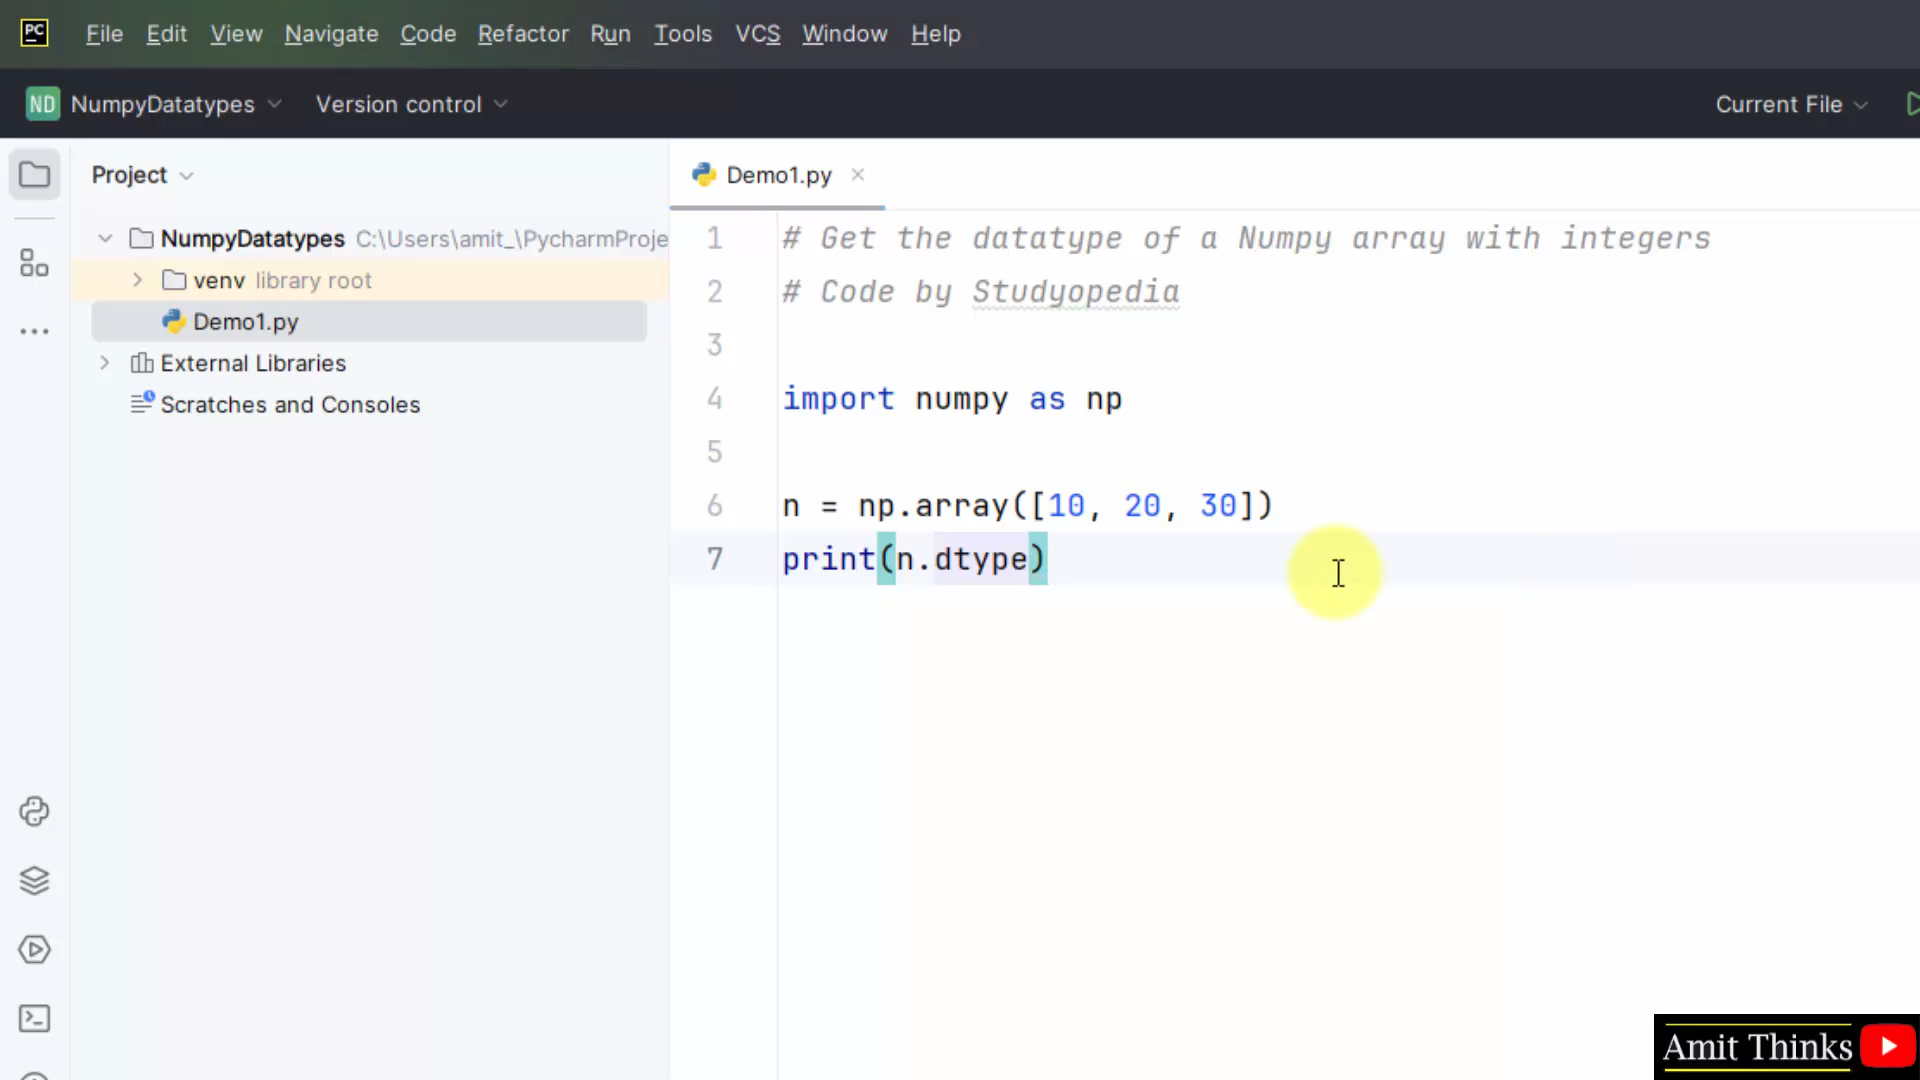 PC File Edit View Navigate Code Refactor Run Tools VCS Window Help
ND NumpyDatatypes Version control Current File
Project
NumpyDatatypes C:\Users\amit_\PycharmProje
venv library root
Demo1.py
External Libraries
Scratches and Consoles
Demo1.py
1 # Get the datatype of a Numpy array with integers
2 # Code by Studyopedia
3
4 import numpy as np
5
6 n = np.array([10, 20, 30])
7 print(n.dtype)
Amit Thinks